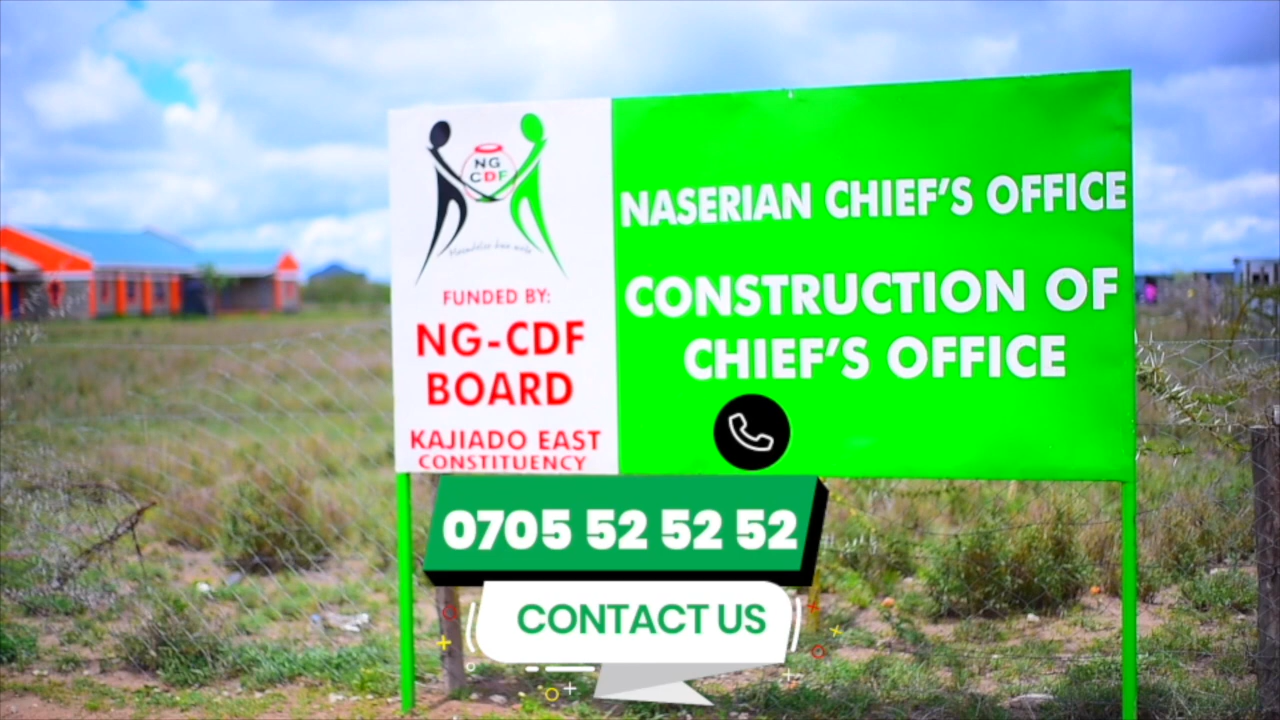 NG
CDF
FUNDED BY:
NG-CDF
BOARD
KAJIADO EAST
CONSTITUENCY
NASERIAN CHIEF'S OFFICE
CONSTRUCTION OF
CHIEF'S OFFICE
0705 52 52 52
CONTACT US